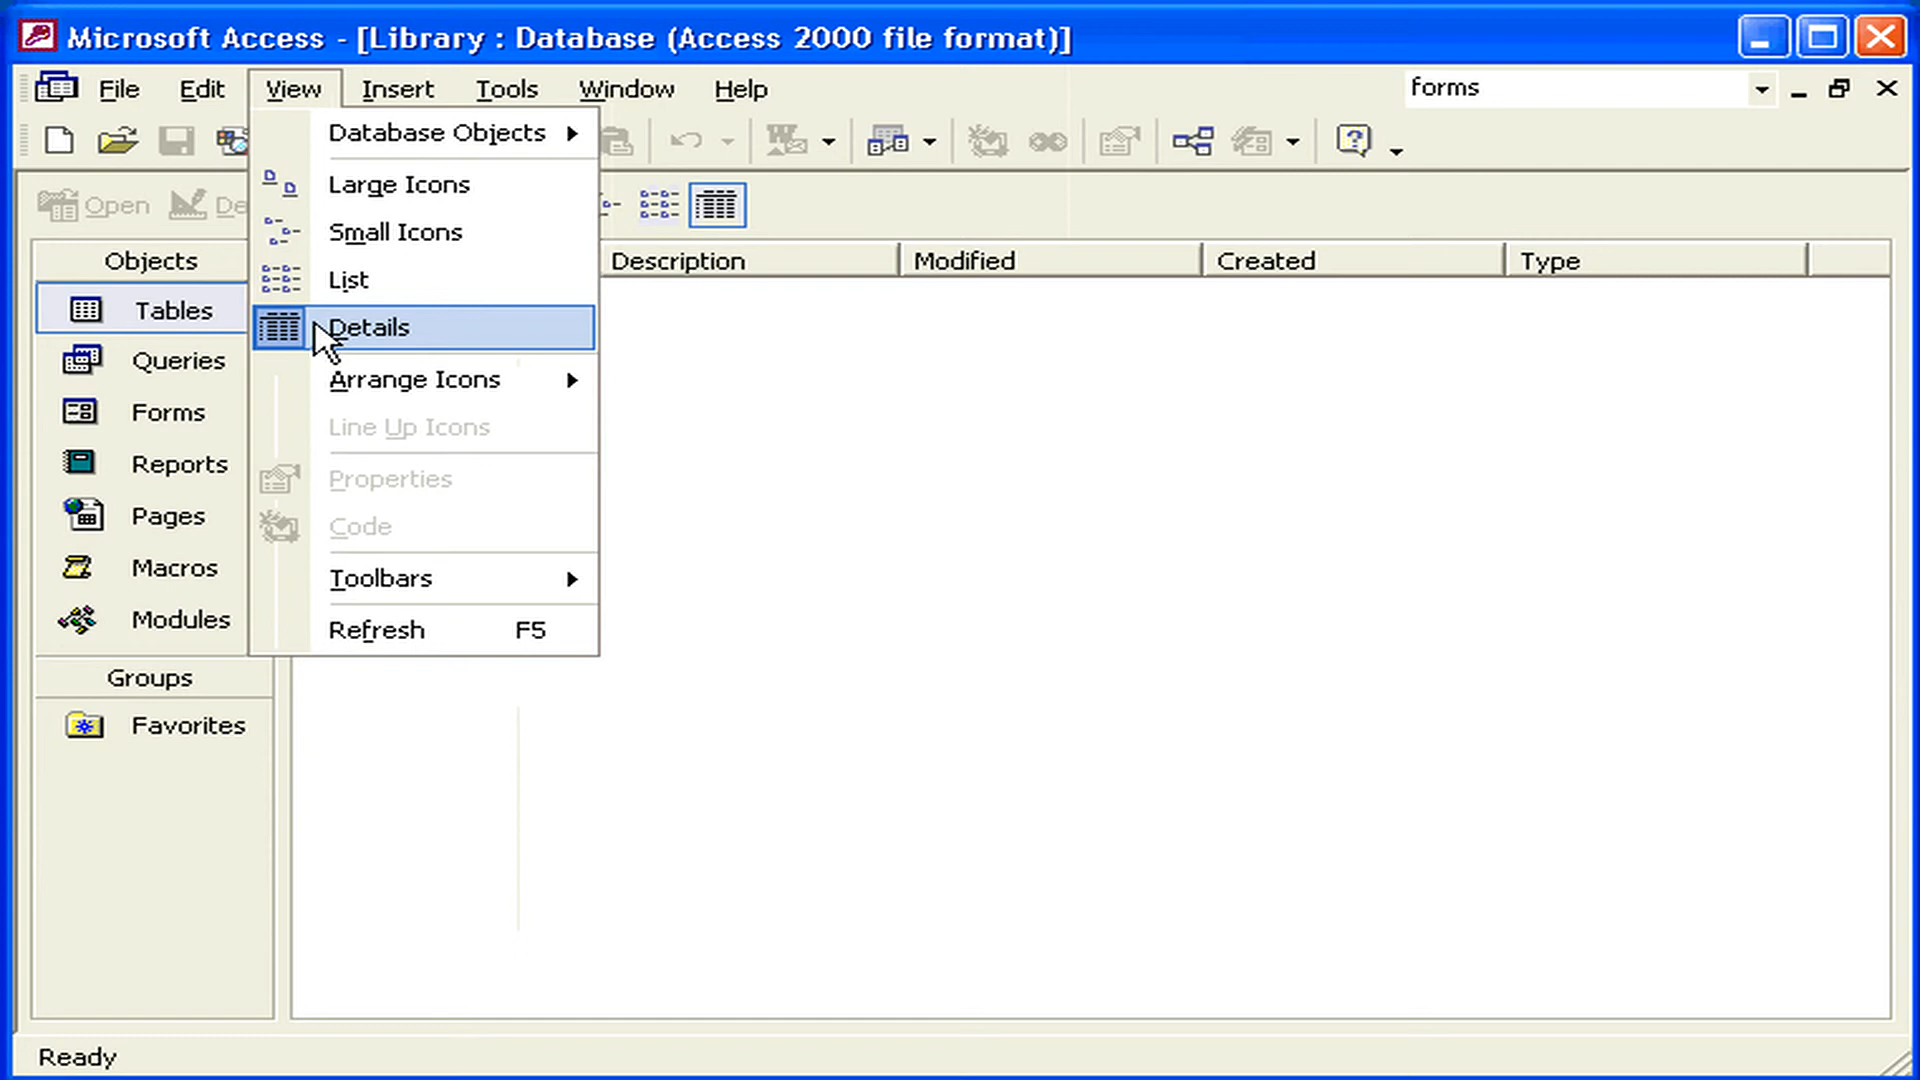 Microsoft Access - [Library : Database (Access 2000 file format)]
File Edit View Insert Tools Window Help forms
Database Objects
Large Icons
Small Icons
List
Details
Arrange Icons
Line Up Icons
Properties
Code
Toolbars
Refresh F5
Open De
Objects Description Modified Created Type
Tables
Queries
Forms
Reports
Pages
Macros
Modules
Groups
Favorites
Ready